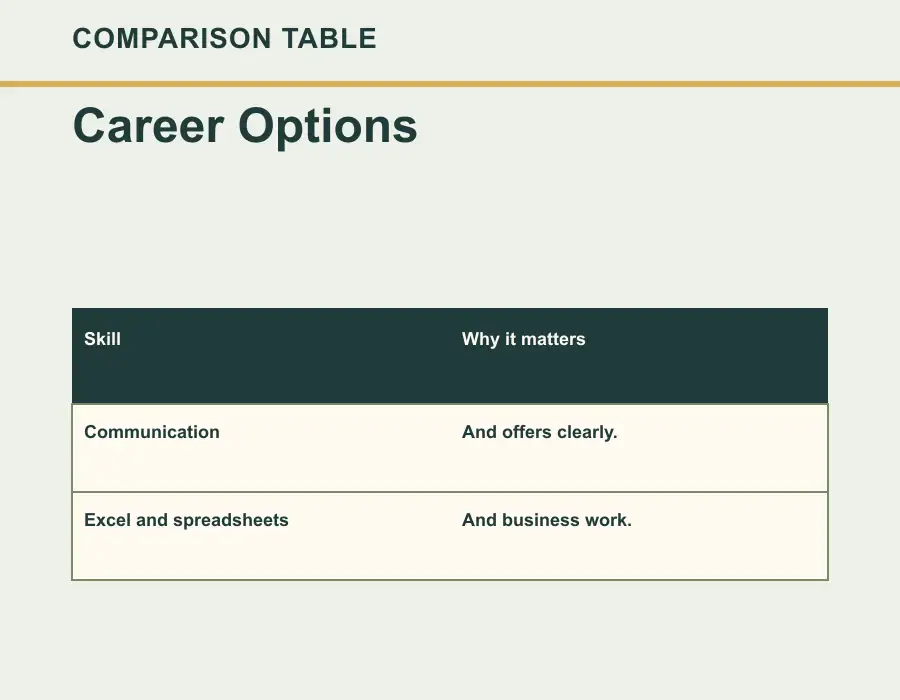 COMPARISON TABLE
Career Options
Skill Why it matters
Communication And offers clearly.
Excel and spreadsheets And business work.